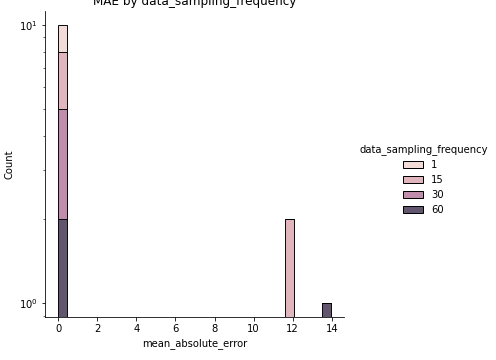 MAE by data_sampling_frequency
10¹
10⁰
Count
0 2 4 6 8 10 12 14
mean_absolute_error
data_sampling_frequency
1
15
30
60